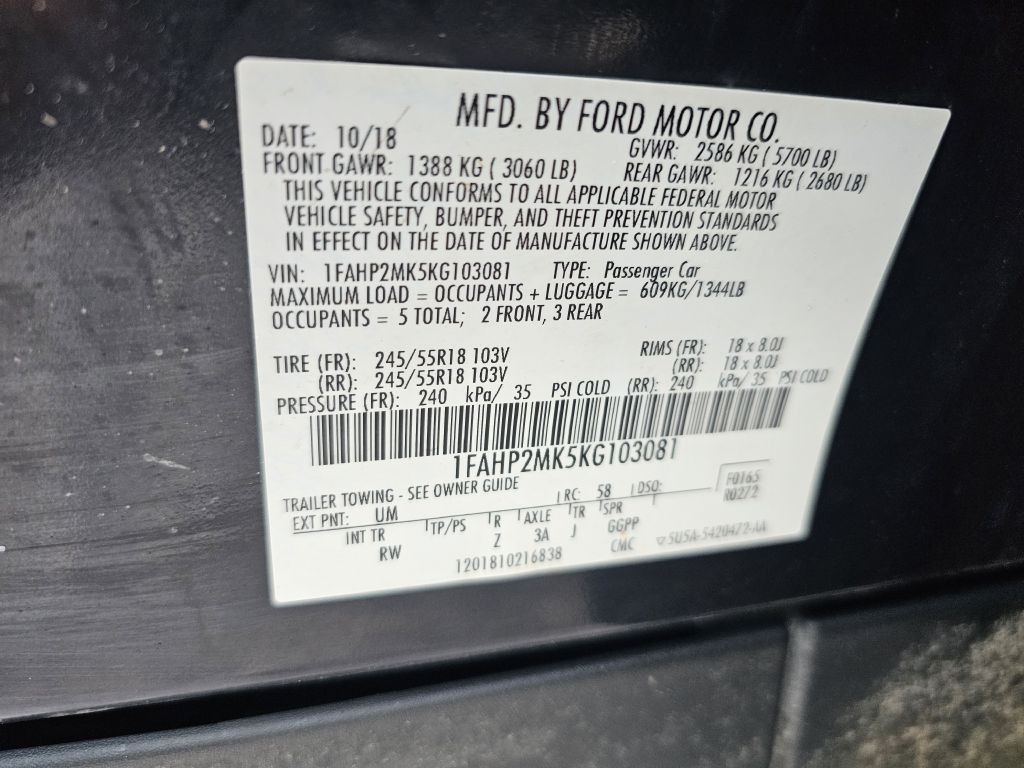 MFD. BY FORD MOTOR CO.
DATE: 10/18 GVWR: 2586 KG ( 5700 LB)
FRONT GAWR: 1388 KG ( 3060 LB) REAR GAWR: 1216 KG ( 2680 LB)
THIS VEHICLE CONFORMS TO ALL APPLICABLE FEDERAL MOTOR
VEHICLE SAFETY, BUMPER, AND THEFT PREVENTION STANDARDS
IN EFFECT ON THE DATE OF MANUFACTURE SHOWN ABOVE.
VIN: 1FAHP2MK5KG103081 TYPE: Passenger Car
MAXIMUM LOAD = OCCUPANTS + LUGGAGE = 609KG/1344LB
OCCUPANTS = 5 TOTAL; 2 FRONT, 3 REAR
TIRE (FR): 245/55R18 103V RIMS (FR): 18 x 8.0J
(RR): 245/55R18 103V (RR): 18 x 8.0J
PRESSURE (FR): 240 kPa/ 35 PSI COLD (RR): 240 kPa/ 35 PSI COLD
1FAHP2MK5KG103081
TRAILER TOWING - SEE OWNER GUIDE
EXT PNT: UM RC: 58 DSO: F0165
R0272
INT TR TP/PS R AXLE TR SPR
RW Z 3A J GGPP
1201810216838 CMC 5U5A-5420472-AA